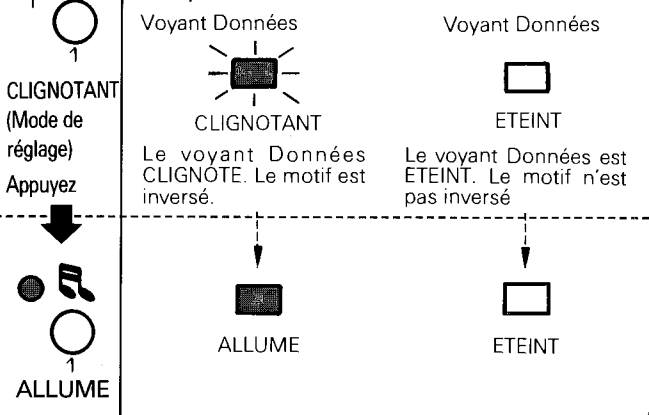 1
CLIGNOTANT
(Mode de
réglage)
Appuyez
1
ALLUME
Voyant Données
CLIGNOTANT
Le voyant Données
CLIGNOTE. Le motif est
inversé.
ALLUME
Voyant Données
ETEINT
Le voyant Données est
ETEINT. Le motif n'est
pas inversé
ETEINT